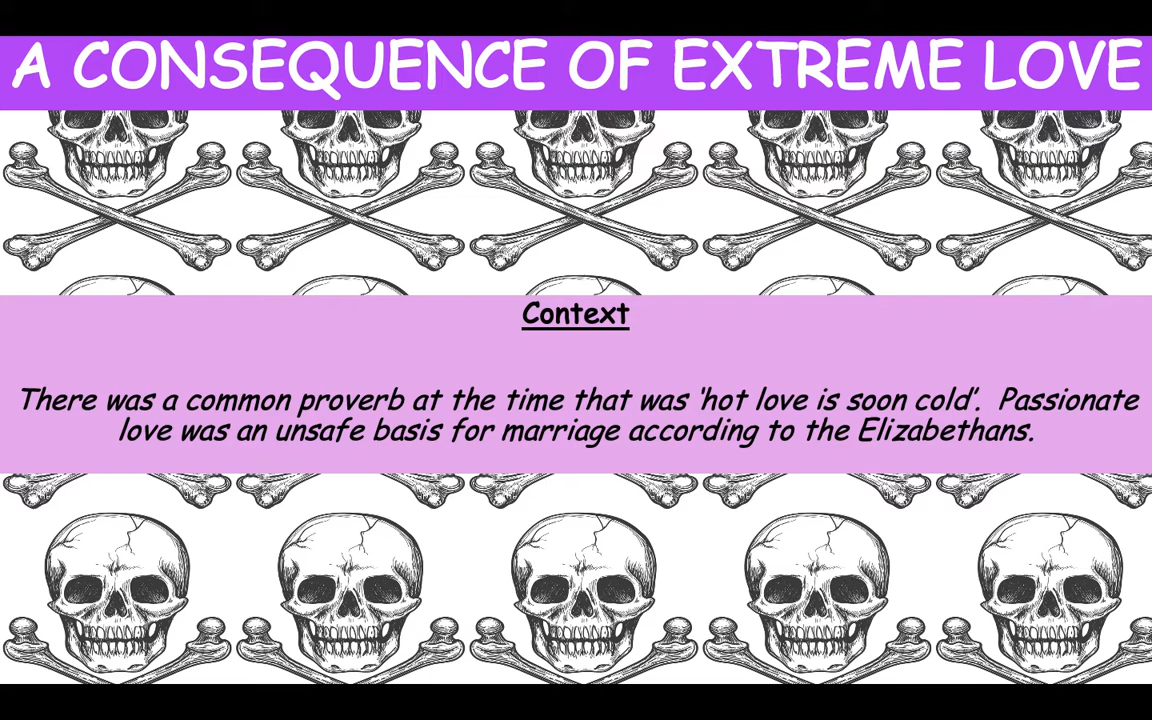 A CONSEQUENCE OF EXTREME LOVE
Context
There was a common proverb at the time that was ‘hot love is soon cold’.  Passionate
love was an unsafe basis for marriage according to the Elizabethans.